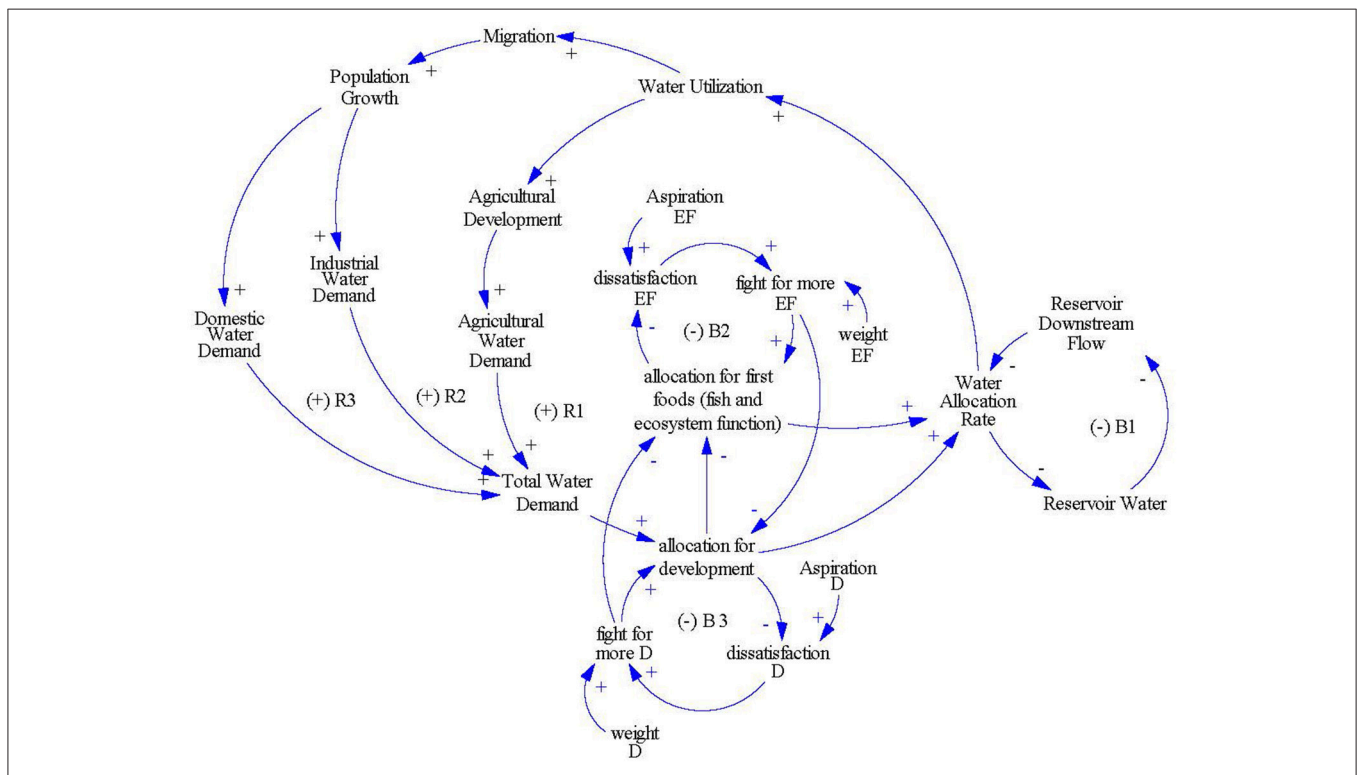 Migration
+
+
Population
Growth
Water Utilization
+
Agricultural
Development
+
Aspiration
EF
+
Industrial
Water
Demand
+
dissatisfaction
EF
+
+
fight for more
EF
+
weight
EF
Domestic
Water
Demand
+
Agricultural
Water
Demand
+
-
(-) B2
+
Reservoir
Downstream
Flow
-
-
allocation for first
foods (fish and
ecosystem function)
Water
Allocation
Rate
+
+
(-) B1
(+) R3
(+) R2
(+) R1
+
+
+
Total Water
Demand
-
-
-
-
Reservoir Water
+
allocation for
development
Aspiration
D
+
+
-
(-) B 3
fight for
more D
dissatisfaction
D
+
+
weight
D